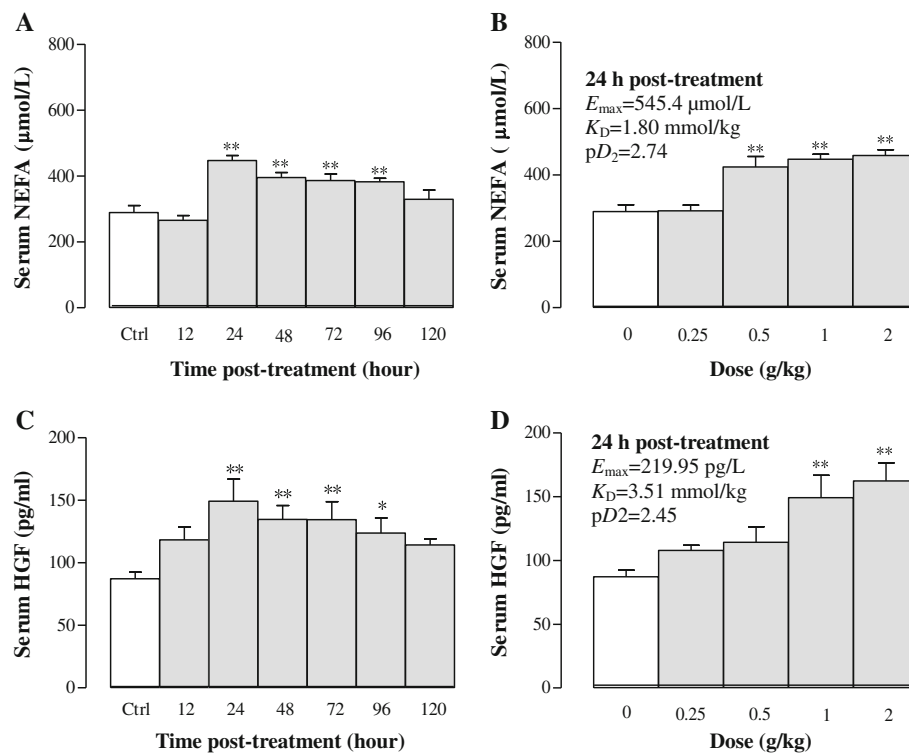 A
Serum NEFA (µmol/L)
800
600
400
200
0
**
**
**
**
Ctrl 12 24 48 72 96 120
Time post-treatment (hour)
B
Serum NEFA ( µmol/L)
800
600
400
200
0
24 h post-treatment
Emax=545.4 µmol/L
KD=1.80 mmol/kg
pD2=2.74
**
**
**
0 0.25 0.5 1 2
Dose (g/kg)
C
Serum HGF (pg/ml)
200
150
100
50
0
**
**
**
*
Ctrl 12 24 48 72 96 120
Time post-treatment (hour)
D
Serum HGF (pg/ml)
200
150
100
50
0
24 h post-treatment
Emax=219.95 pg/L
KD=3.51 mmol/kg
pD2=2.45
**
**
0 0.25 0.5 1 2
Dose (g/kg)